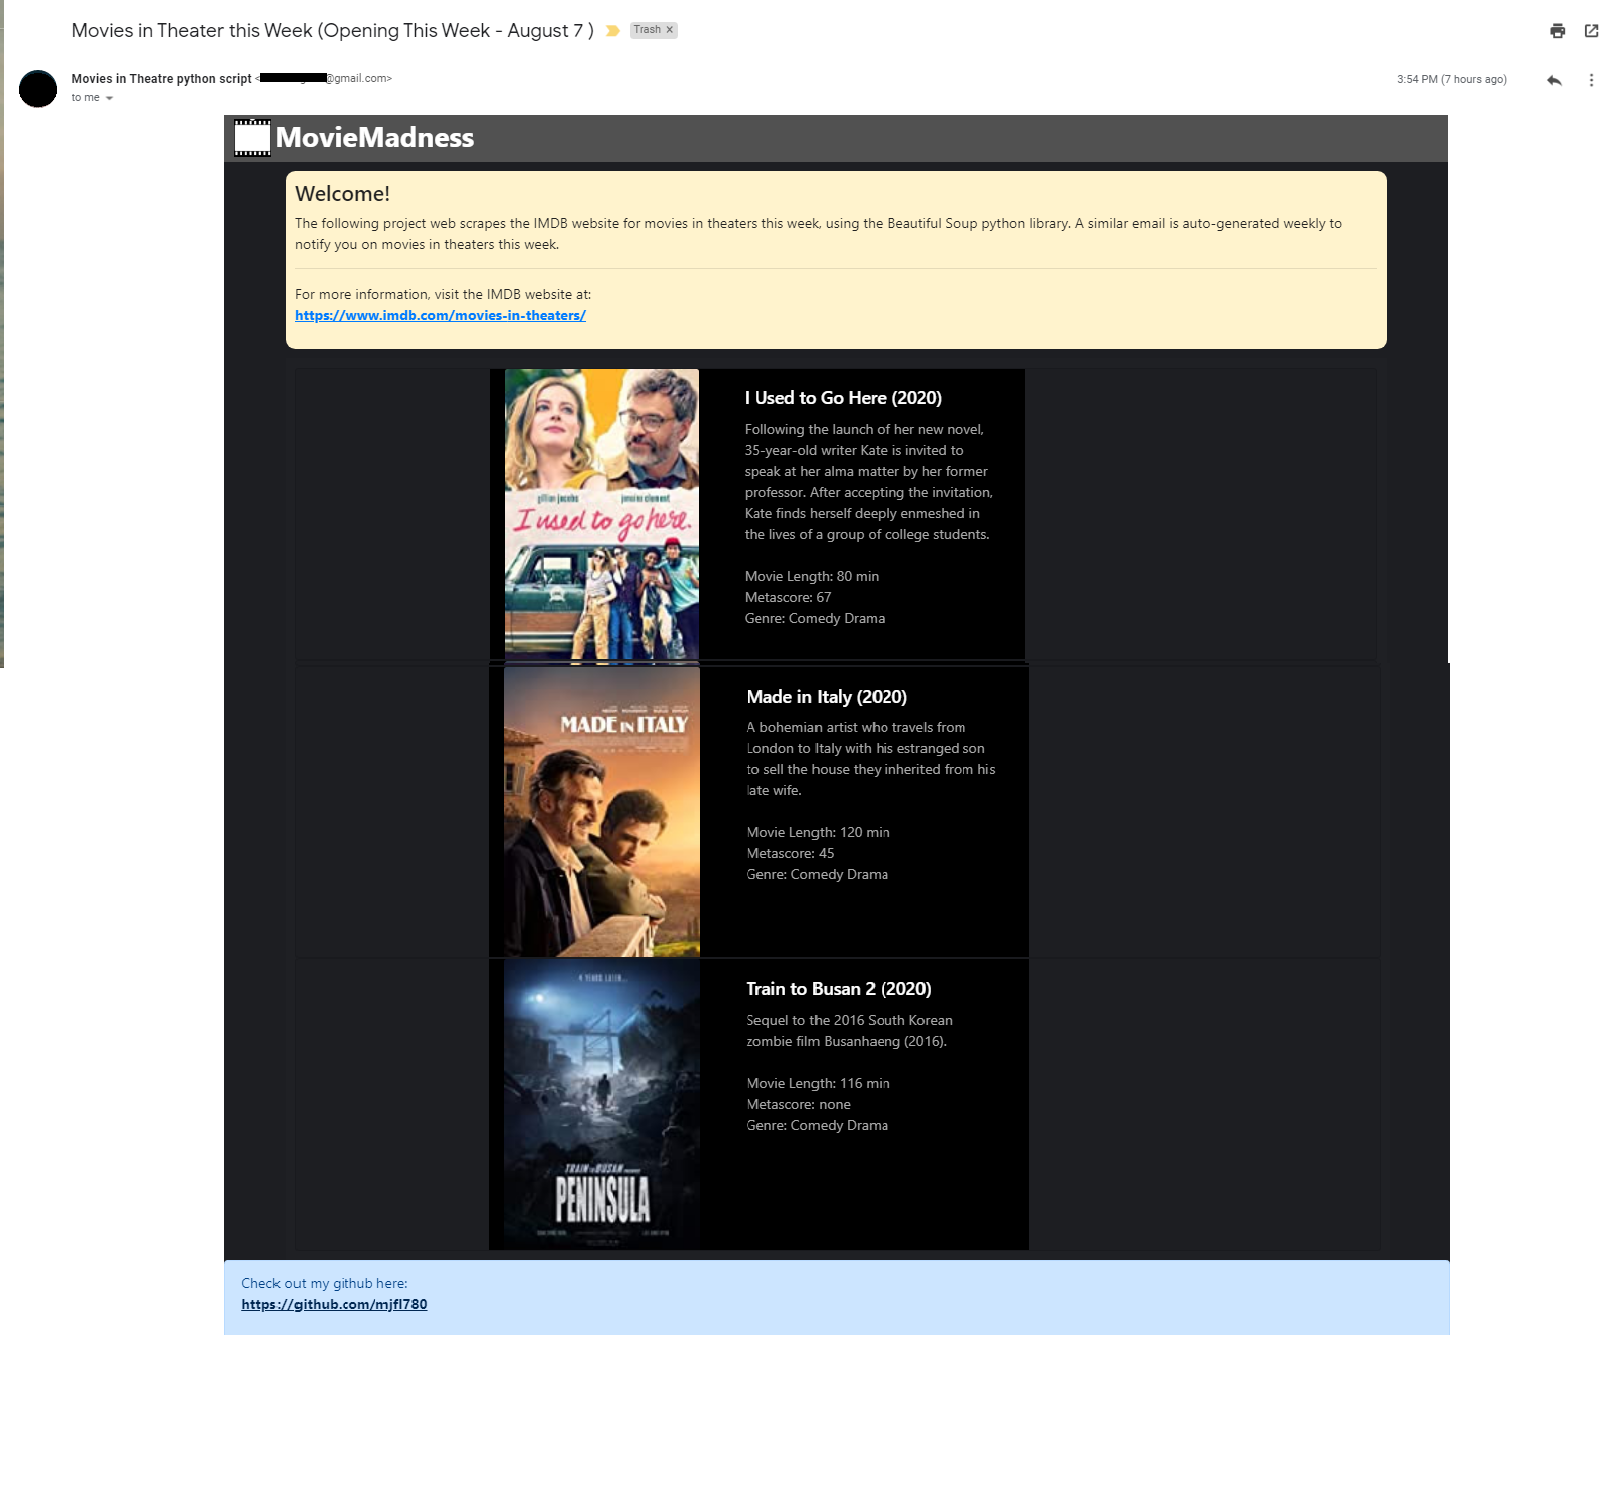 Movies in Theater this Week (Opening This Week - August 7 )
Trash x
Movies in Theatre python script < @gmail.com>
3:54 PM (7 hours ago)
to me
MovieMadness
Welcome!
The following project web scrapes the IMDB website for movies in theaters this week, using the Beautiful Soup python library. A similar email is auto-generated weekly to
notify you on movies in theaters this week.
For more information, visit the IMDB website at:
https://www.imdb.com/movies-in-theaters/
gillian jacobs jemaine clement
I used to go here.
I Used to Go Here (2020)
Following the launch of her new novel,
35-year-old writer Kate is invited to
speak at her alma matter by her former
professor. After accepting the invitation,
Kate finds herself deeply enmeshed in
the lives of a group of college students.
Movie Length: 80 min
Metascore: 67
Genre: Comedy Drama
MADE IN ITALY
Made in Italy (2020)
A bohemian artist who travels from
London to Italy with his estranged son
to sell the house they inherited from his
late wife.
Movie Length: 120 min
Metascore: 45
Genre: Comedy Drama
4 YEARS LATER...
TRAIN TO BUSAN PRESENTS
PENINSULA
Train to Busan 2 (2020)
Sequel to the 2016 South Korean
zombie film Busanhaeng (2016).
Movie Length: 116 min
Metascore: none
Genre: Comedy Drama
Check out my github here:
https://github.com/mjfl780